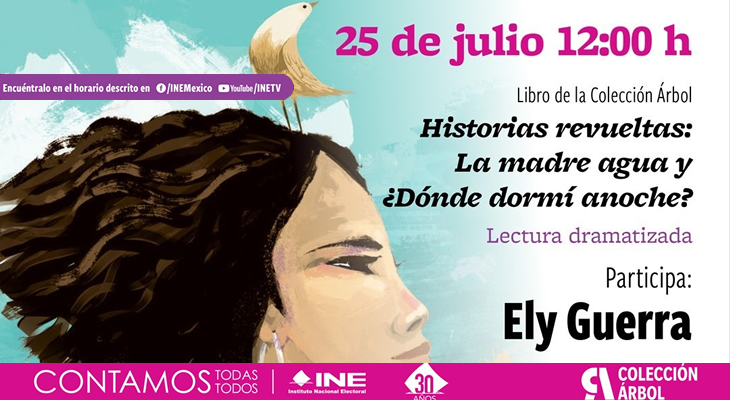 25 de julio 12:00 h
Encuéntralo en el horario descrito en /INEMexico YouTube/INETV
Libro de la Colección Árbol
Historias revueltas:
La madre agua y
¿Dónde dormí anoche?
Lectura dramatizada
Participa:
Ely Guerra
CONTAMOS TODAS
TODOS
INE
Instituto Nacional Electoral
30
AÑOS
COLECCIÓN
ÁRBOL